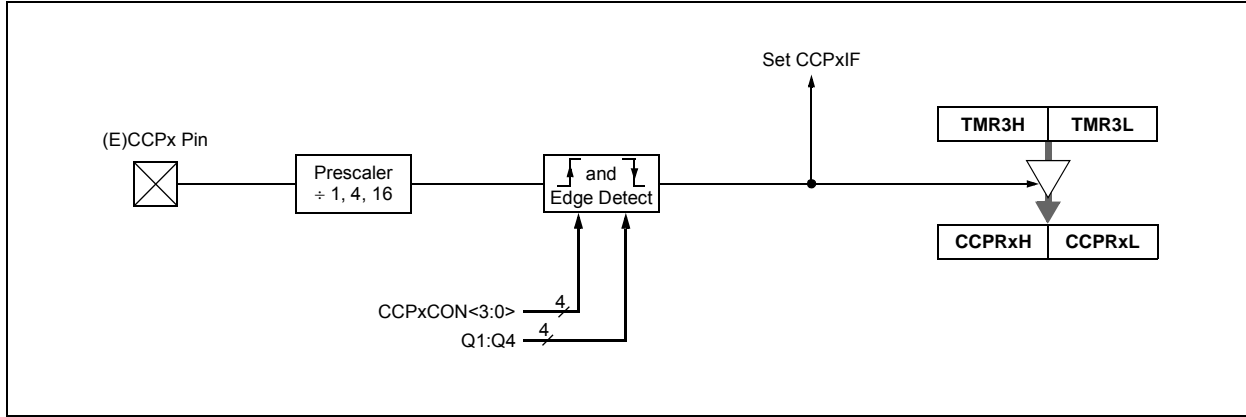 Set CCPxIF
TMR3H TMR3L
(E)CCPx Pin
Prescaler
÷ 1, 4, 16
and
Edge Detect
CCPRxH CCPRxL
CCPxCON<3:0> 4
Q1:Q4 4